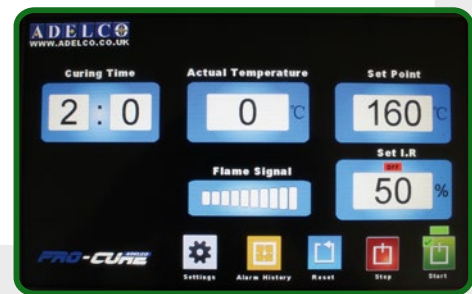 ADELCO
WWW.ADELCO.CO.UK
Curing Time
2 : 0
Actual Temperature
0 °C
Set Point
160 °C
Flame Signal
Set I.R
OFF
50 %
PRO-CURE ADELCO
Settings
Alarm History
Reset
Stop
Start